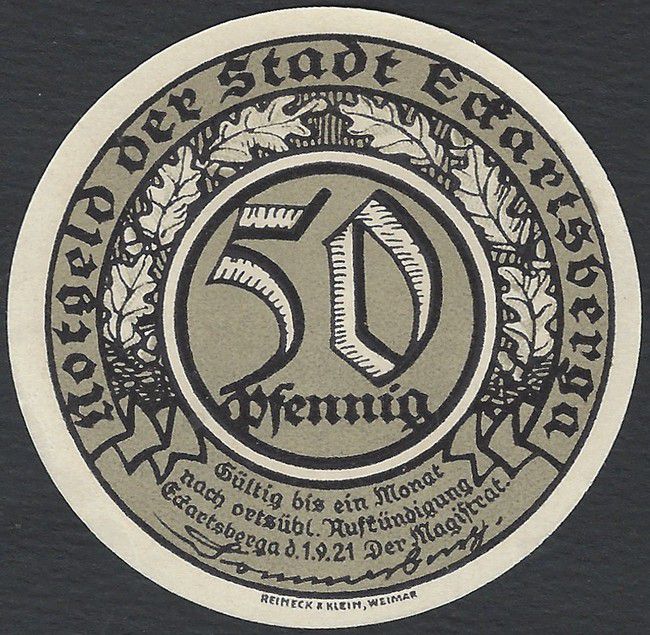 Notgeld der Stadt Eckartsberga
50
Pfennig
Gültig bis ein Monat
nach ortsübl. Aufkündigung
Eckartsberga d. 1.9.21 Der Magistrat.
Sommerburg.
REINECK & KLEIN, WEIMAR